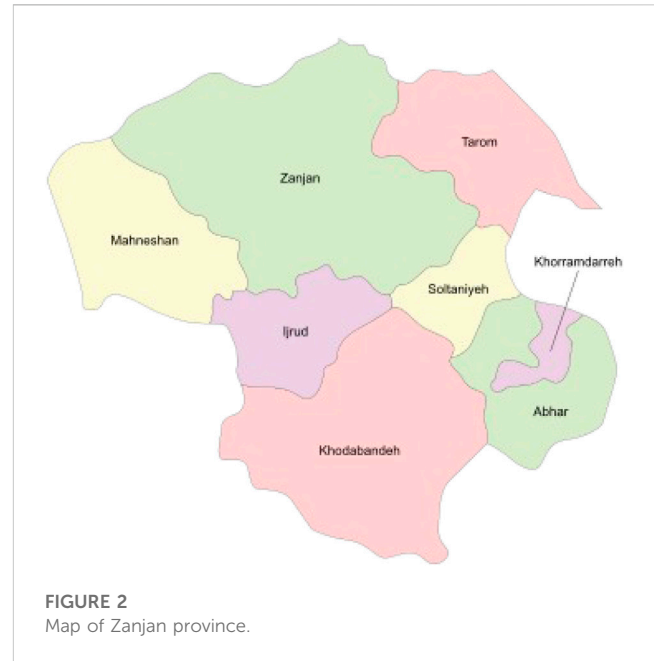 Tarom
Zanjan
Mahneshan
Khorramdarreh
Soltaniyeh
Ijrud
Abhar
Khodabandeh
FIGURE 2
Map of Zanjan province.